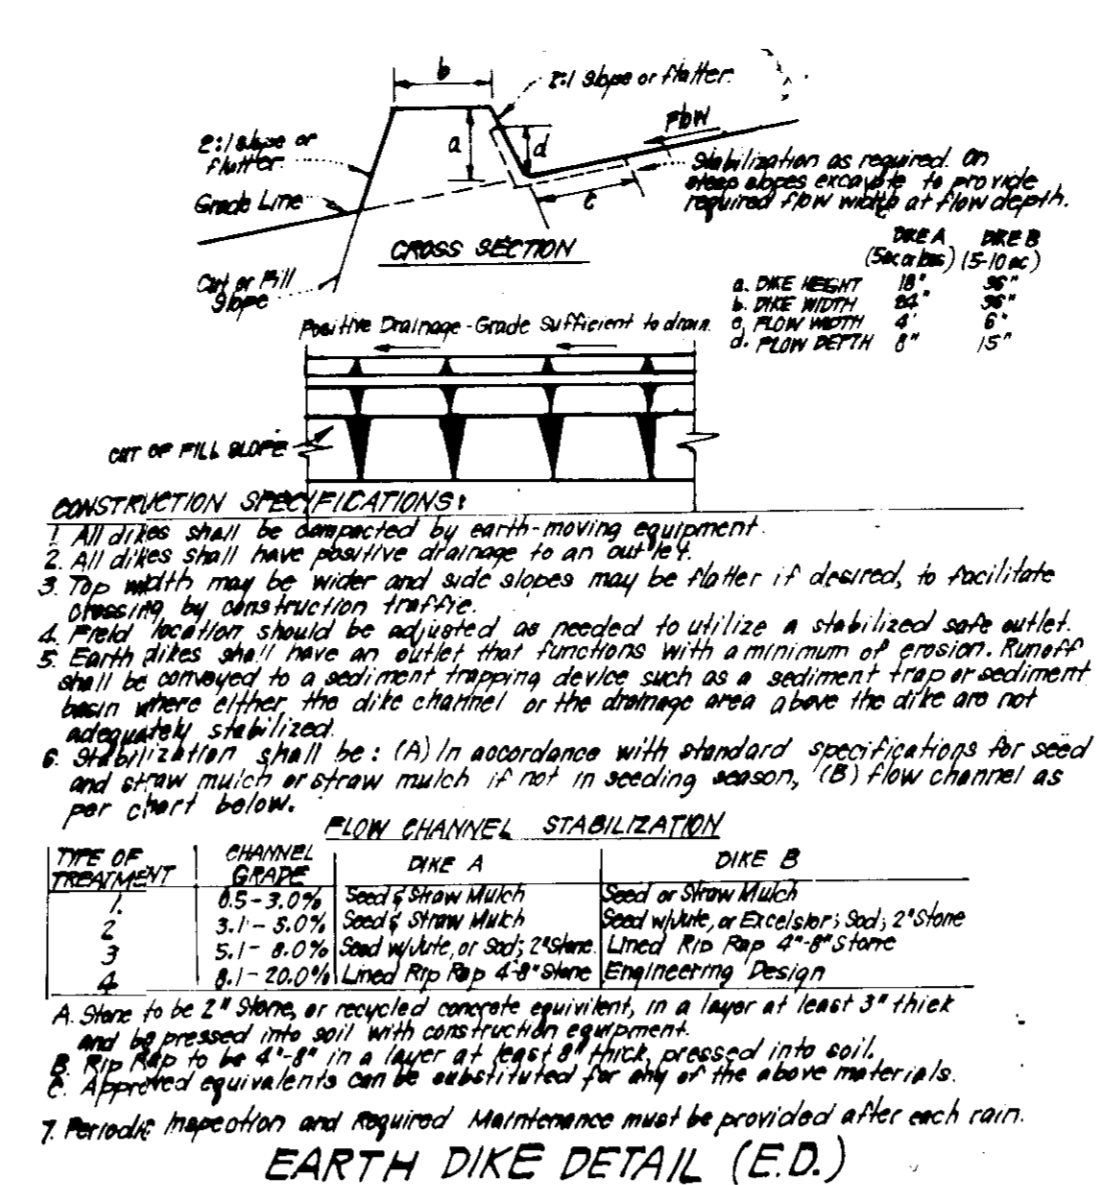 b
2:1 Slope or flatter.
Flow
2:1 slope or
flatter.
a
d
Stabilization as required. On
steep slopes excavate to provide
required flow width at flow depth.
Grade Line
c
CROSS SECTION
Cut or Fill
Slope
DIKE A DIKE B
(5ac or less) (5-10 ac)
a. DIKE HEIGHT 18" 36"
b. DIKE WIDTH 24" 36"
c. FLOW WIDTH 4' 6'
d. FLOW DEPTH 8" 15"
Positive Drainage - Grade Sufficient to drain.
CUT OF FILL SLOPE
CONSTRUCTION SPECIFICATIONS:
1. All dikes shall be compacted by earth-moving equipment.
2. All dikes shall have positive drainage to an outlet.
3. Top width may be wider and side slopes may be flatter if desired, to facilitate
crossing by construction traffic.
4. Field location should be adjusted as needed to utilize a stabilized safe outlet.
5. Earth dikes shall have an outlet that functions with a minimum of erosion. Runoff
shall be conveyed to a sediment trapping device such as a sediment trap or sediment
basin where either the dike channel or the drainage area above the dike are not
adequately stabilized.
6. Stabilization shall be: (A) In accordance with standard specifications for seed
and straw mulch or straw mulch if not in seeding season, (B) flow channel as
per chart below.
FLOW CHANNEL STABILIZATION
TYPE OF TREATMENT CHANNEL GRADE DIKE A DIKE B
1. 0.5-3.0% Seed & Straw Mulch Seed or Straw Mulch
2 3.1-5.0% Seed & Straw Mulch Seed w/Jute, or Excelsior; Sod; 2" Stone
3 5.1-8.0% Seed w/Jute, or Sod; 2" Stone Lined Rip Rap 4"-8" Stone
4 8.1-20.0% Lined Rip Rap 4-8" Stone Engineering Design
A. Stone to be 2" Stone, or recycled concrete equivilent, in a layer at least 3" thick
and be pressed into soil with construction equipment.
B. Rip Rap to be 4"-8" in a layer at least 8" thick, pressed into soil.
C. Approved equivalents can be substituted for any of the above materials.
7. Periodic Inspection and Required Maintenance must be provided after each rain.
EARTH DIKE DETAIL (E.D.)